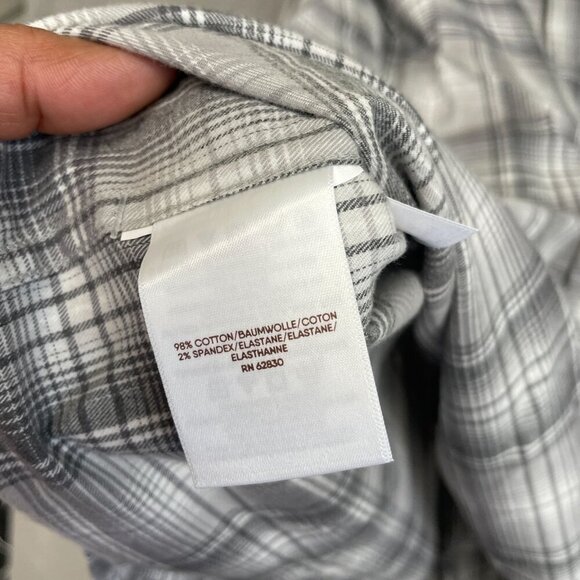 98% COTTON/BAUMWOLLE/COTON
2% SPANDEX/ELASTANE/ELASTANE/
ELASTHANNE
RN 62830